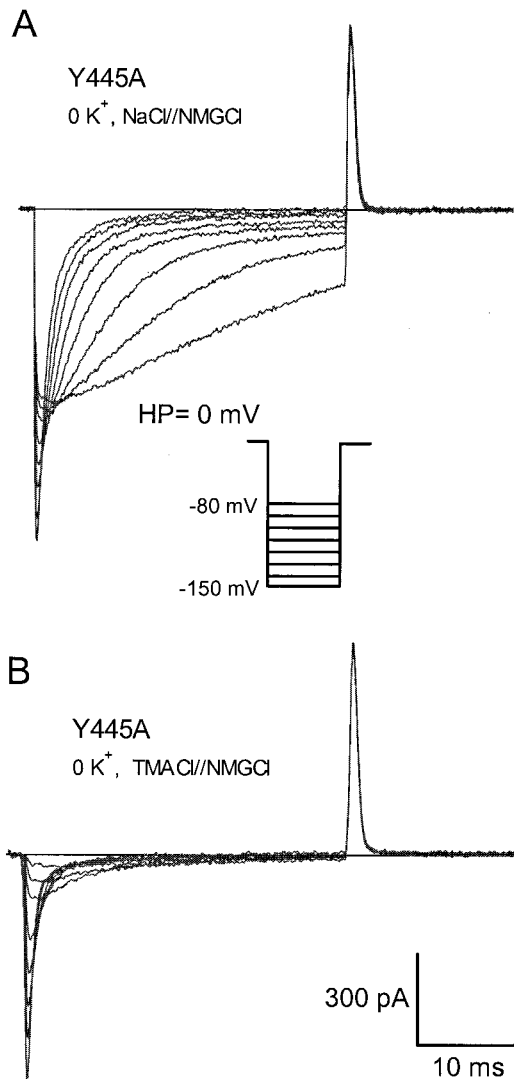 A
Y445A
0 K⁺, NaCl//NMGCl
HP= 0 mV
-80 mV
-150 mV
B
Y445A
0 K⁺, TMACl//NMGCl
300 pA
10 ms